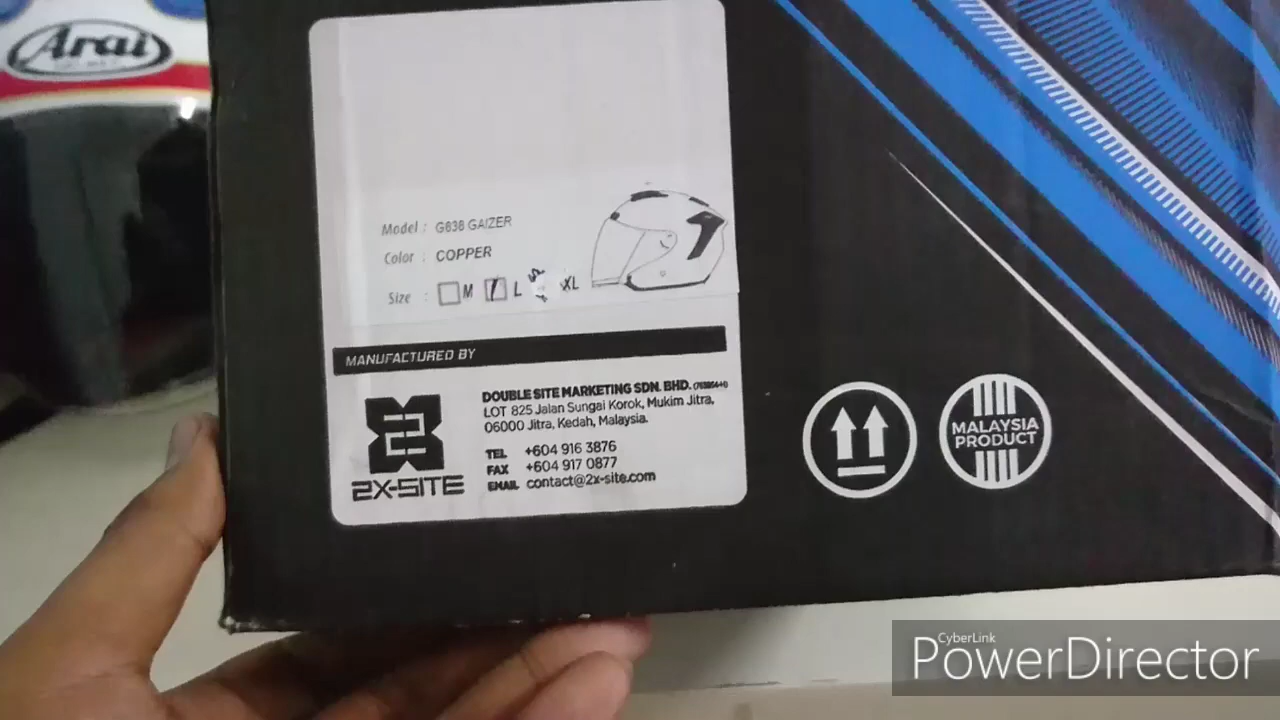 Arai
Model : G838 GAIZER
Color : COPPER
Size : M L XL
MANUFACTURED BY
DOUBLE SITE MARKETING SDN. BHD.
LOT 825 Jalan Sungai Korok, Mukim Jitra,
06000 Jitra, Kedah, Malaysia.
TEL +604 916 3876
FAX +604 917 0877
EMAIL contact@2x-site.com
2X-SITE
MALAYSIA
PRODUCT
CyberLink
PowerDirector